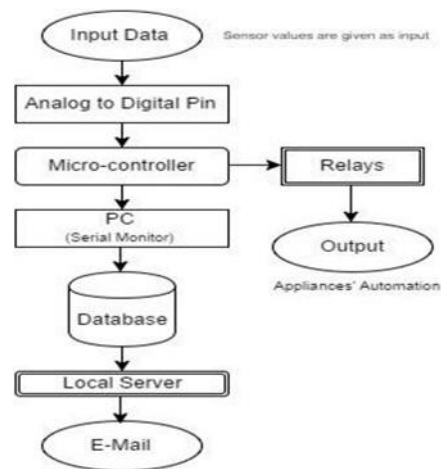 Input Data
Sensor values are given as input
Analog to Digital Pin
Micro-controller
Relays
PC
(Serial Monitor)
Output
Appliances' Automation
Database
Local Server
E-Mail